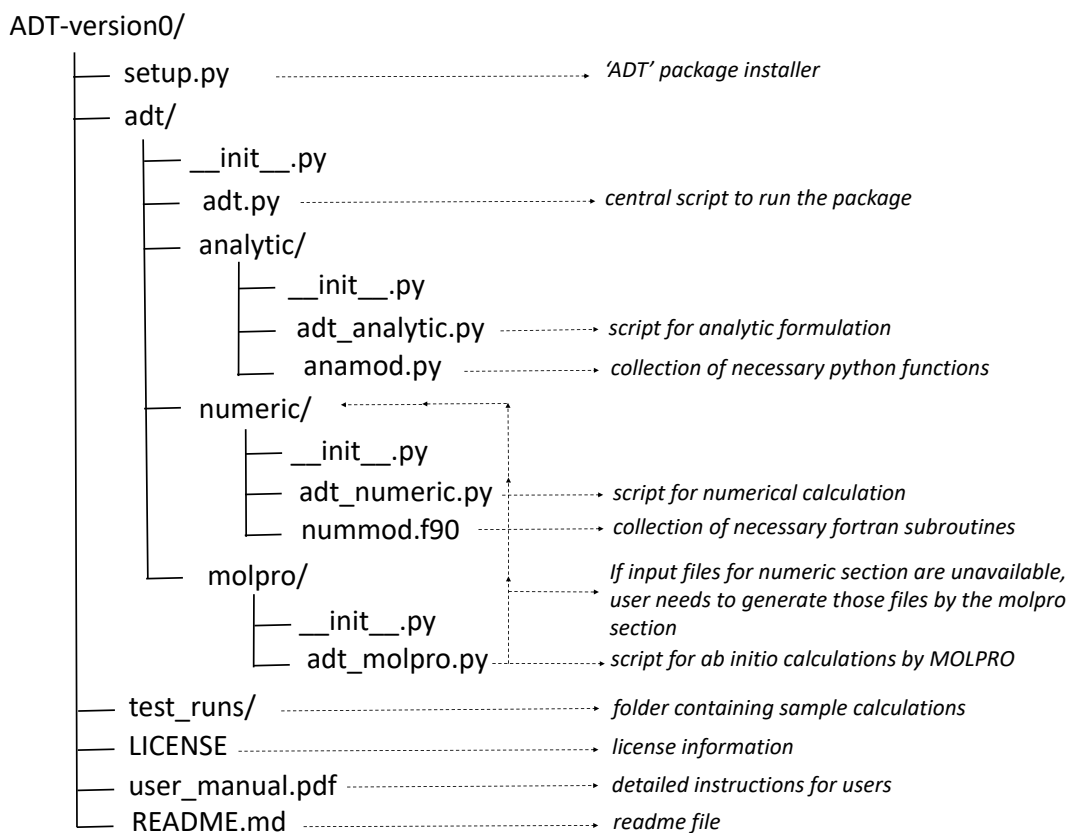 ADT-version0/
setup.py ‘ADT’ package installer
adt/
__init__.py
adt.py central script to run the package
analytic/
__init__.py
adt_analytic.py script for analytic formulation
anamod.py collection of necessary python functions
numeric/
__init__.py
adt_numeric.py script for numerical calculation
nummod.f90 collection of necessary fortran subroutines
molpro/
If input files for numeric section are unavailable,
user needs to generate those files by the molpro
section
__init__.py
adt_molpro.py script for ab initio calculations by MOLPRO
test_runs/ folder containing sample calculations
LICENSE license information
user_manual.pdf detailed instructions for users
README.md readme file